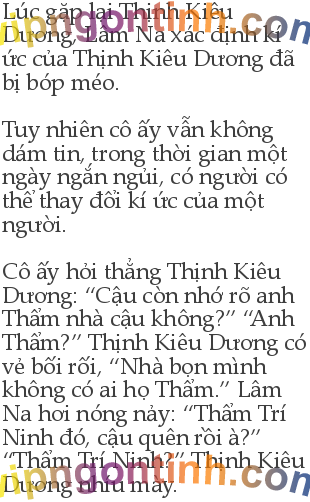 Lúc gặp lại Thịnh Kiêu
Dương, Lâm Na xác định kí
ức của Thịnh Kiêu Dương đã
bị bóp méo.
Tuy nhiên cô ấy vẫn không
dám tin, trong thời gian một
ngày ngắn ngủi, có người có
thể thay đổi kí ức của một
người.
Cô ấy hỏi thẳng Thịnh Kiêu
Dương: “Cậu còn nhớ rõ anh
Thẩm nhà cậu không?” “Anh
Thẩm?” Thịnh Kiêu Dương có
vẻ bối rối, “Nhà bọn mình
không có ai họ Thẩm.” Lâm
Na hơi nóng nảy: “Thẩm Trí
Ninh đó, cậu quên rồi à?”
“Thẩm Trí Ninh?” Thịnh Kiêu
Dương nhíu mày.
vipngontinh.com
vipngontinh.com